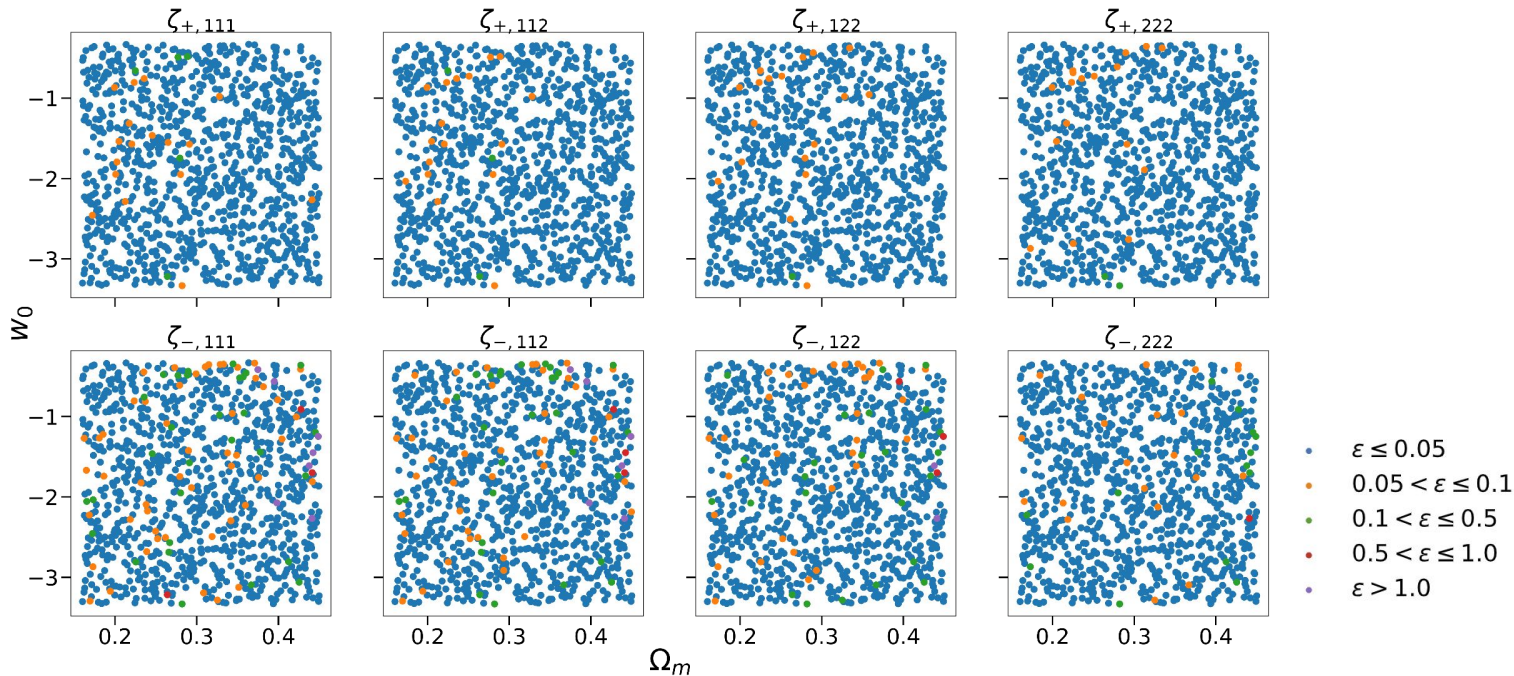 ζ+, 111 ζ+, 112 ζ+, 122 ζ+, 222
−1
−2
−3
w0
ζ−, 111 ζ−, 112 ζ−, 122 ζ−, 222
−1
−2
−3
0.2 0.3 0.4 0.2 0.3 0.4 0.2 0.3 0.4 0.2 0.3 0.4
Ωm
ε ≤ 0.05
0.05 < ε ≤ 0.1
0.1 < ε ≤ 0.5
0.5 < ε ≤ 1.0
ε > 1.0